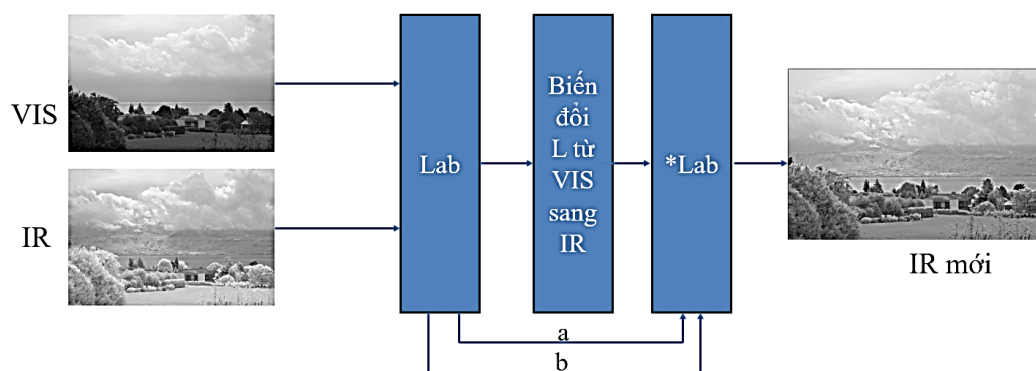 VIS
IR
Lab
Biến
đổi
L từ
VIS
sang
IR
*Lab
IR mới
a
b